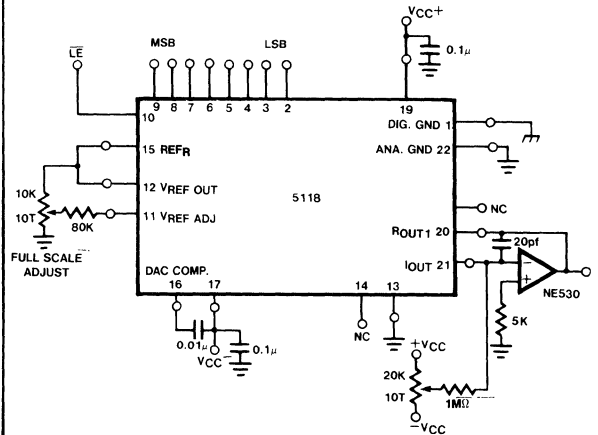 VCC+
0.1μ
LE
MSB LSB
9 8 7 6 5 4 3 2
19
10
DIG. GND 1
15 REFR
ANA. GND 22
12 VREF OUT
5118
10K
10T
11 VREF ADJ
80K
NC
ROUT1 20
20pf
FULL SCALE
ADJUST
IOUT 21
DAC COMP.
16 17 14 13
NE530
0.01μ
VCC−
0.1μ
NC
5K
+VCC
20K
10T
1MΩ
−VCC